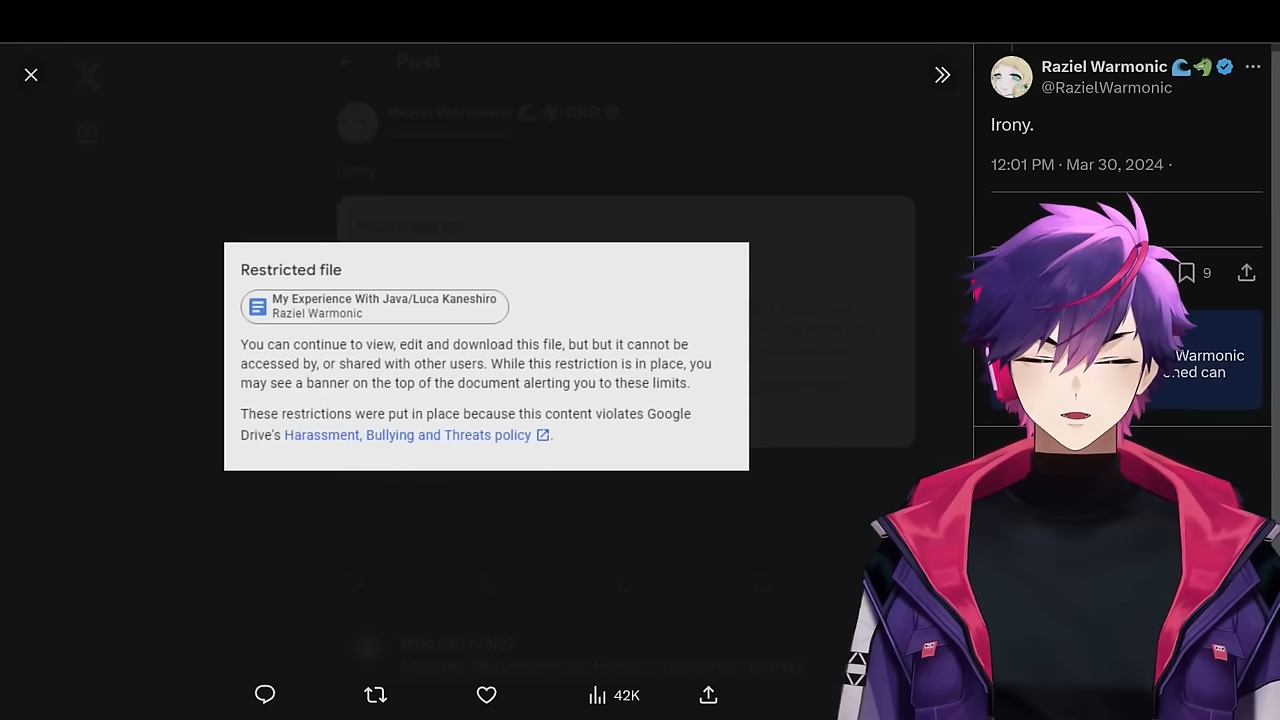 Post
Raziel Warmonic
@RazielWarmonic
Irony.
12:01 PM · Mar 30, 2024 ·
Restricted file
My Experience With Java/Luca Kaneshiro
Raziel Warmonic
You can continue to view, edit and download this file, but but it cannot be
accessed by, or shared with other users. While this restriction is in place, you
may see a banner on the top of the document alerting you to these limits.
These restrictions were put in place because this content violates Google
Drive's Harassment, Bullying and Threats policy.
9
Warmonic
can
Who can reply?
42K